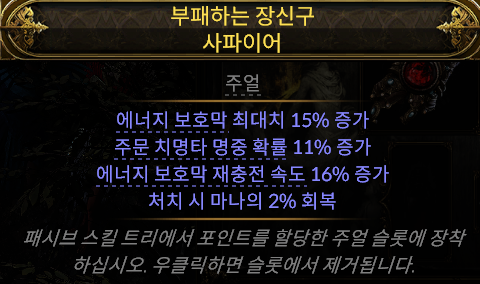 부패하는 장신구
사파이어
주얼
에너지 보호막 최대치 15% 증가
주문 치명타 명중 확률 11% 증가
에너지 보호막 재충전 속도 16% 증가
처치 시 마나의 2% 회복
패시브 스킬 트리에서 포인트를 할당한 주얼 슬롯에 장착
하십시오. 우클릭하면 슬롯에서 제거됩니다.